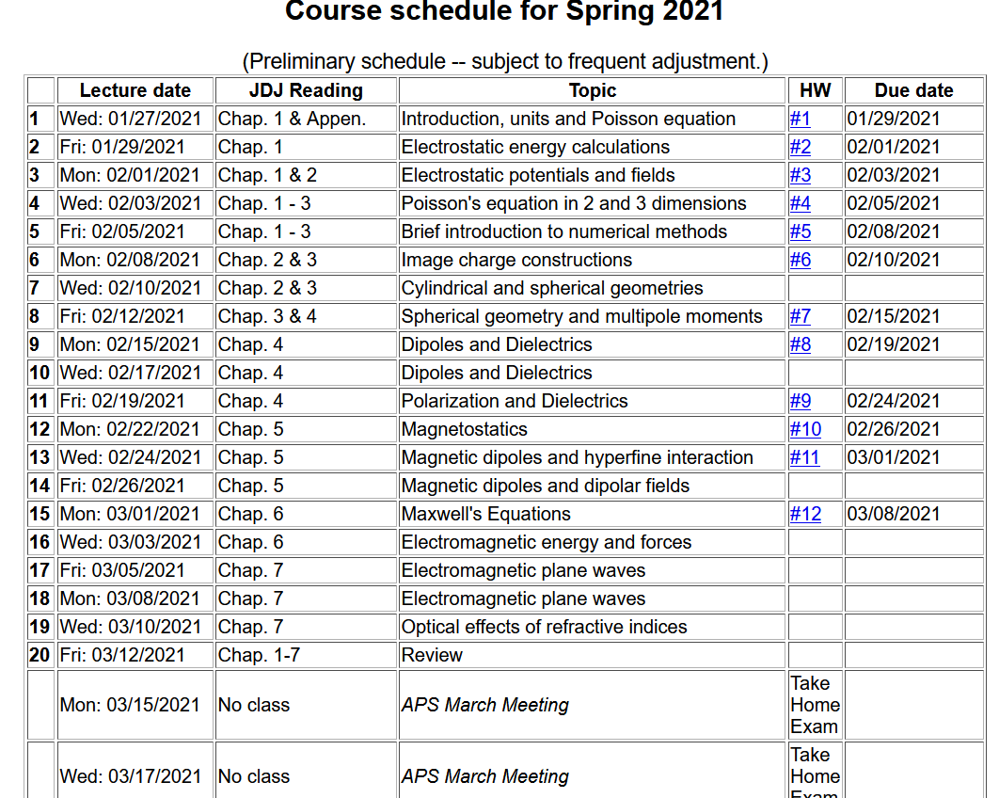 Course schedule for Spring 2021
(Preliminary schedule -- subject to frequent adjustment.)
Lecture date JDJ Reading Topic HW Due date
1 Wed: 01/27/2021 Chap. 1 & Appen. Introduction, units and Poisson equation #1 01/29/2021
2 Fri: 01/29/2021 Chap. 1 Electrostatic energy calculations #2 02/01/2021
3 Mon: 02/01/2021 Chap. 1 & 2 Electrostatic potentials and fields #3 02/03/2021
4 Wed: 02/03/2021 Chap. 1 - 3 Poisson's equation in 2 and 3 dimensions #4 02/05/2021
5 Fri: 02/05/2021 Chap. 1 - 3 Brief introduction to numerical methods #5 02/08/2021
6 Mon: 02/08/2021 Chap. 2 & 3 Image charge constructions #6 02/10/2021
7 Wed: 02/10/2021 Chap. 2 & 3 Cylindrical and spherical geometries
8 Fri: 02/12/2021 Chap. 3 & 4 Spherical geometry and multipole moments #7 02/15/2021
9 Mon: 02/15/2021 Chap. 4 Dipoles and Dielectrics #8 02/19/2021
10 Wed: 02/17/2021 Chap. 4 Dipoles and Dielectrics
11 Fri: 02/19/2021 Chap. 4 Polarization and Dielectrics #9 02/24/2021
12 Mon: 02/22/2021 Chap. 5 Magnetostatics #10 02/26/2021
13 Wed: 02/24/2021 Chap. 5 Magnetic dipoles and hyperfine interaction #11 03/01/2021
14 Fri: 02/26/2021 Chap. 5 Magnetic dipoles and dipolar fields
15 Mon: 03/01/2021 Chap. 6 Maxwell's Equations #12 03/08/2021
16 Wed: 03/03/2021 Chap. 6 Electromagnetic energy and forces
17 Fri: 03/05/2021 Chap. 7 Electromagnetic plane waves
18 Mon: 03/08/2021 Chap. 7 Electromagnetic plane waves
19 Wed: 03/10/2021 Chap. 7 Optical effects of refractive indices
20 Fri: 03/12/2021 Chap. 1-7 Review
Mon: 03/15/2021 No class APS March Meeting Take
Home
Exam
Wed: 03/17/2021 No class APS March Meeting Take
Home
Exam